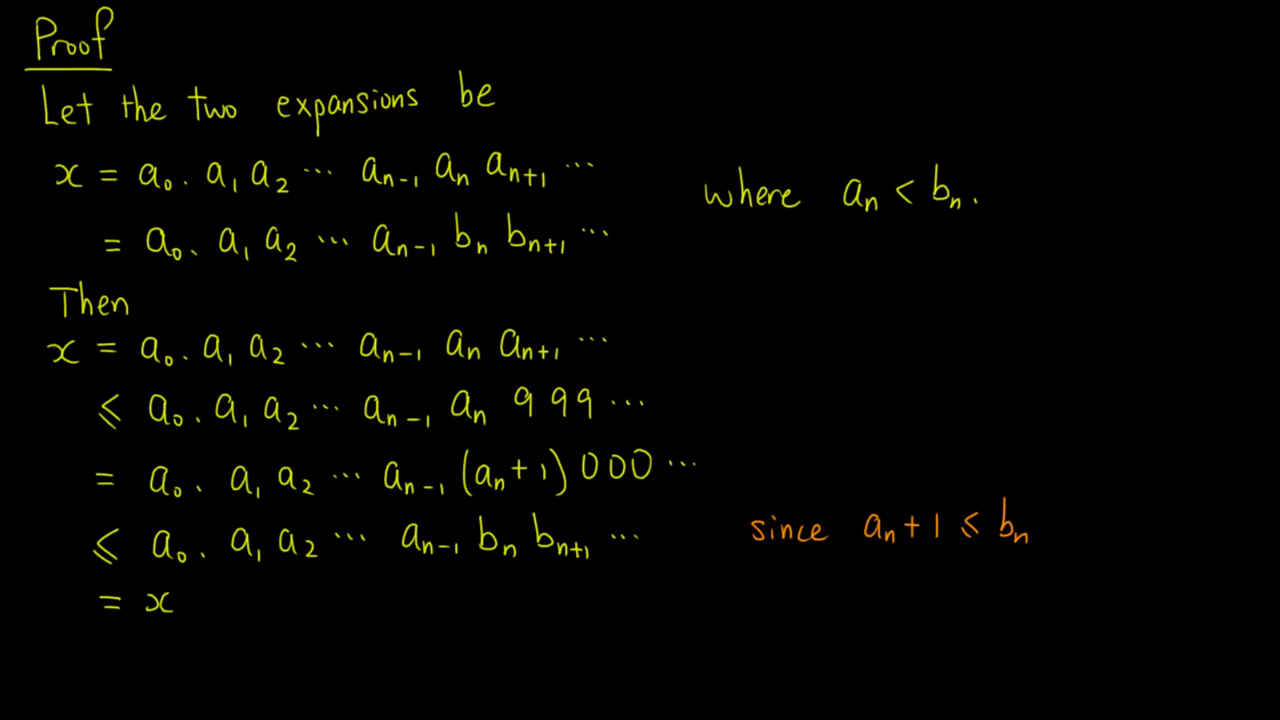 Proof
Let the two expansions be
x = a₀. a₁ a₂ ⋯ aₙ₋₁ aₙ aₙ₊₁ ⋯
= a₀. a₁ a₂ ⋯ aₙ₋₁ bₙ bₙ₊₁ ⋯
where aₙ < bₙ.
Then
x = a₀. a₁ a₂ ⋯ aₙ₋₁ aₙ aₙ₊₁ ⋯
⩽ a₀. a₁ a₂ ⋯ aₙ₋₁ aₙ 9 9 9 ⋯
= a₀. a₁ a₂ ⋯ aₙ₋₁ (aₙ + 1) 0 0 0 ⋯
⩽ a₀. a₁ a₂ ⋯ aₙ₋₁ bₙ bₙ₊₁ ⋯ since aₙ + 1 ⩽ bₙ
= x